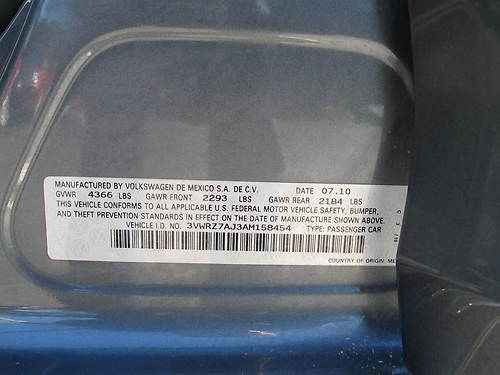 MANUFACTURED BY VOLKSWAGEN DE MEXICO S.A. DE C.V. DATE 07.10
GVWR 4366 LBS GAWR FRONT 2293 LBS GAWR REAR 2184 LBS
THIS VEHICLE CONFORMS TO ALL APPLICABLE U.S. FEDERAL MOTOR VEHICLE SAFETY, BUMPER,
AND THEFT PREVENTION STANDARDS IN EFFECT ON THE DATE OF MANUFACTURE SHOWN ABOVE.
VEHICLE I.D. NO. 3VWRZ7AJ3AM158454 TYPE: PASSENGER CAR
COUNTRY OF ORIGIN: ME